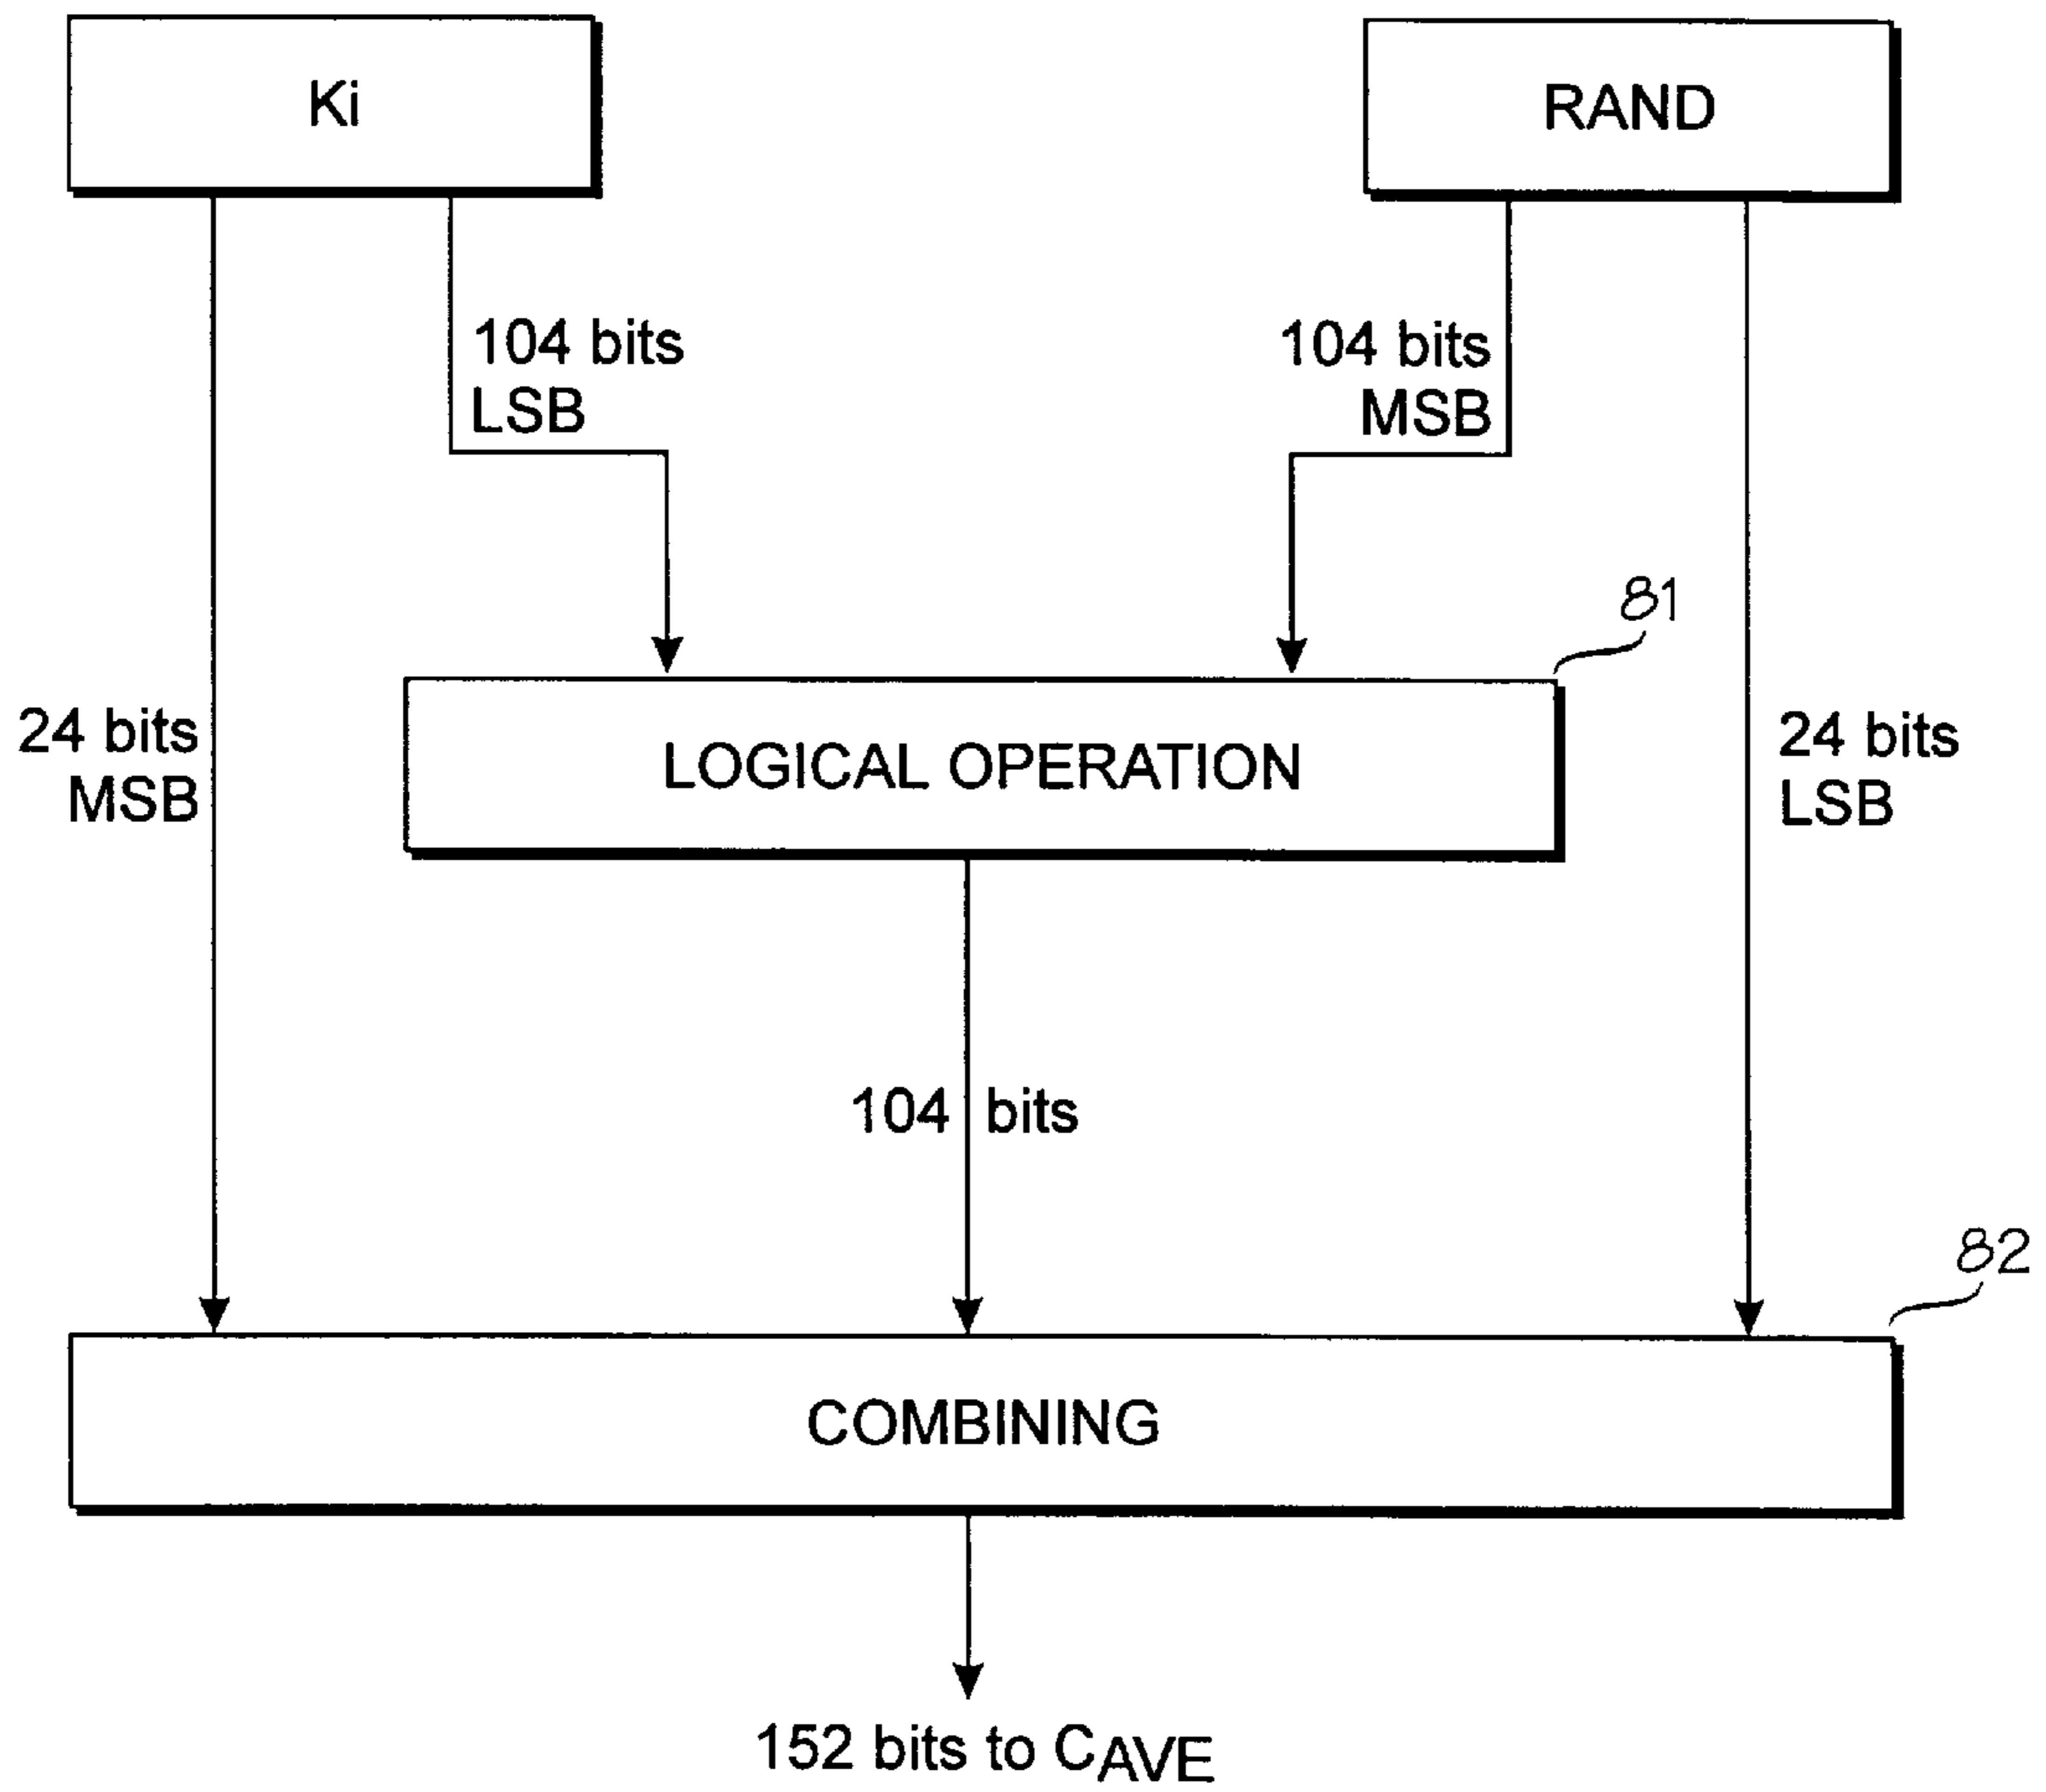 Ki
RAND
104 bits
LSB
104 bits
MSB
81
24 bits
MSB
LOGICAL OPERATION
24 bits
LSB
104 bits
82
COMBINING
152 bits to CAVE